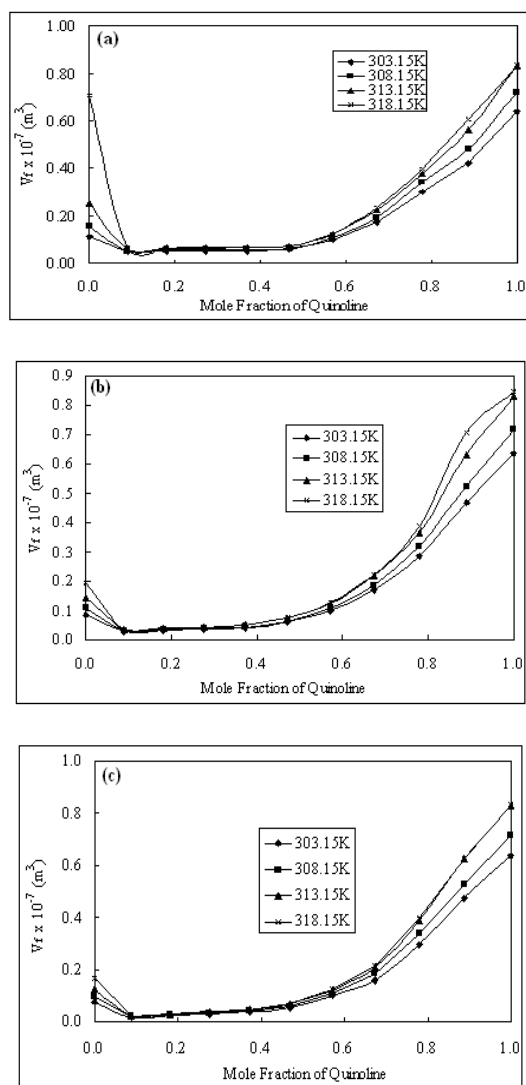 (a)
303.15K
308.15K
313.15K
318.15K
Vf x 10-7 (m3)
1.00
0.80
0.60
0.40
0.20
0.00
0.0 0.2 0.4 0.6 0.8 1.0
Mole Fraction of Quinoline
(b)
303.15K
308.15K
313.15K
318.15K
Vf x 10-7 (m3)
0.9
0.8
0.7
0.6
0.5
0.4
0.3
0.2
0.1
0.0
0.0 0.2 0.4 0.6 0.8 1.0
Mole Fraction of Quinoline
(c)
303.15K
308.15K
313.15K
318.15K
Vf x 10-7 (m3)
1.0
0.8
0.6
0.4
0.2
0.0
0.0 0.2 0.4 0.6 0.8 1.0
Mole Fraction of Quinoline